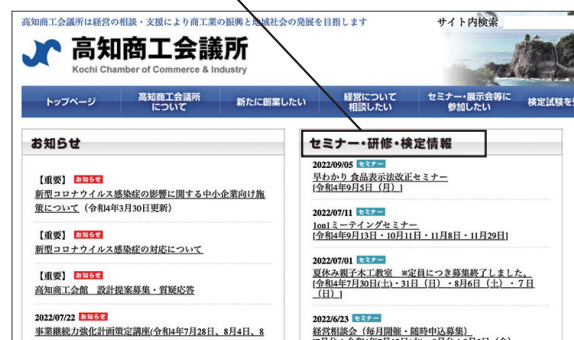 高知商工会議所は経営の相談・支援により商工業の振興と地域社会の発展を目指します
サイト内検索
高知商工会議所
Kochi Chamber of Commerce & Industry
トップページ
高知商工会議所
について
新たに創業したい
経営について
相談したい
セミナー・展示会等に
参加したい
検定試験を
お知らせ
【重要】 お知らせ
新型コロナウイルス感染症の影響に関する中小企業向け施
策について（令和4年3月30日更新）
【重要】 お知らせ
新型コロナウイルス感染症の対応について
【重要】 お知らせ
高知商工会館 設計提案募集・質疑応答
2022/07/22 お知らせ
事業継続力強化計画策定講座(令和4年7月28日、8月4日、8
セミナー・研修・検定情報
2022/09/05 セミナー
早わかり 食品表示法改正セミナー
[令和4年9月5日（月）]
2022/07/11 セミナー
1on1ミーティングセミナー
[令和4年9月13日・10月11日・11月8日・11月29日]
2022/07/01 セミナー
夏休み親子木工教室 ※定員につき募集終了しました。
[令和4年7月30日(土)・31日（日）・8月6日（土）・7日
（日）]
2022/6/23 セミナー
経営相談会（毎月開催・随時申込募集）